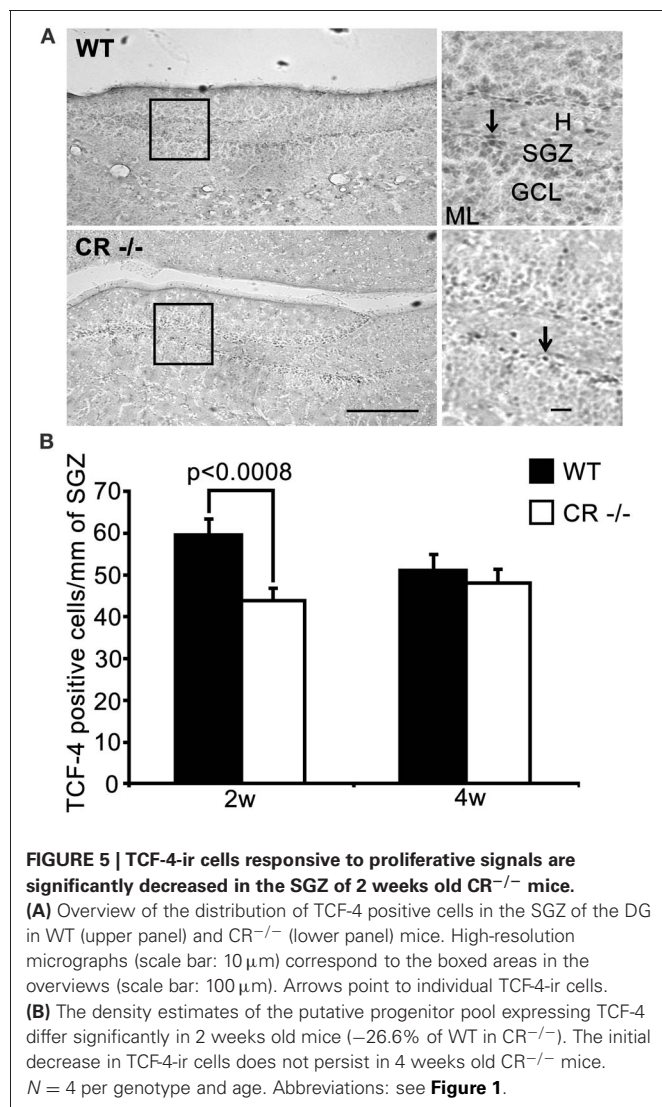 A
WT
H
SGZ
GCL
ML
CR -/-
B
p<0.0008
WT
CR -/-
TCF-4 positive cells/mm of SGZ
70
60
50
40
30
20
10
0
2w
4w
FIGURE 5 | TCF-4-ir cells responsive to proliferative signals are
significantly decreased in the SGZ of 2 weeks old CR−/− mice.
(A) Overview of the distribution of TCF-4 positive cells in the SGZ of the DG
in WT (upper panel) and CR−/− (lower panel) mice. High-resolution
micrographs (scale bar: 10 μm) correspond to the boxed areas in the
overviews (scale bar: 100 μm). Arrows point to individual TCF-4-ir cells.
(B) The density estimates of the putative progenitor pool expressing TCF-4
differ significantly in 2 weeks old mice (−26.6% of WT in CR−/−). The initial
decrease in TCF-4-ir cells does not persist in 4 weeks old CR−/− mice.
N = 4 per genotype and age. Abbreviations: see Figure 1.